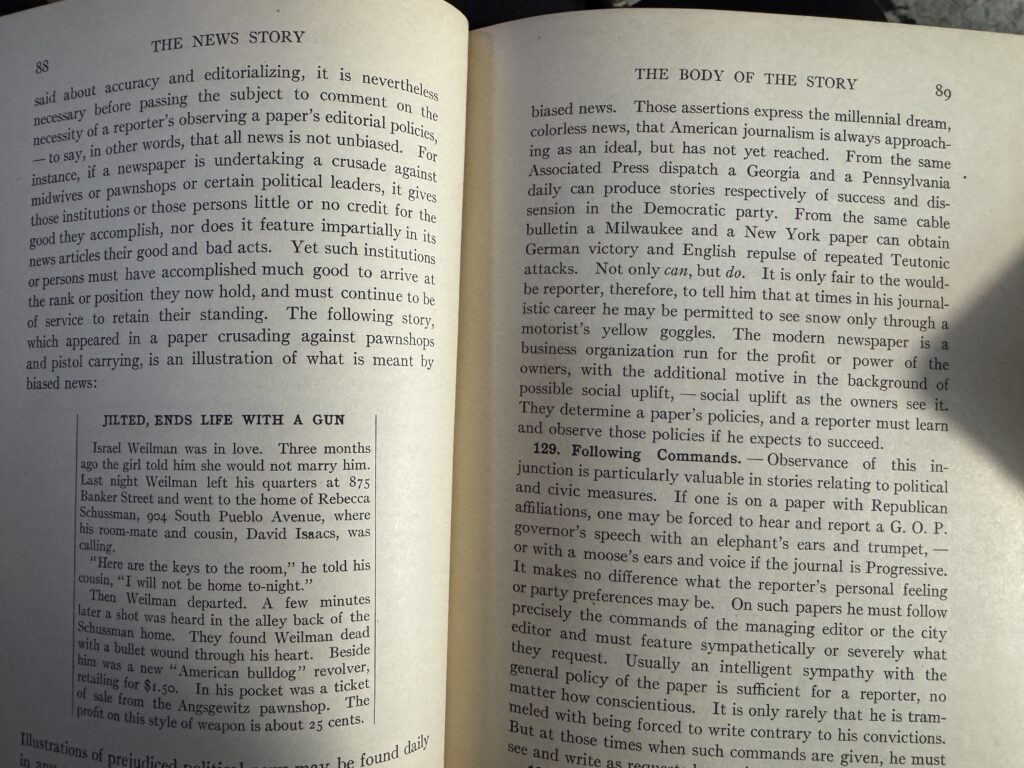 88
THE NEWS STORY
said about accuracy and editorializing, it is nevertheless
necessary before passing the subject to comment on the
necessity of a reporter's observing a paper's editorial policies,
— to say, in other words, that all news is not unbiased. For
instance, if a newspaper is undertaking a crusade against
midwives or pawnshops or certain political leaders, it gives
those institutions or those persons little or no credit for the
good they accomplish, nor does it feature impartially in its
news articles their good and bad acts. Yet such institutions
or persons must have accomplished much good to arrive at
the rank or position they now hold, and must continue to be
of service to retain their standing. The following story,
which appeared in a paper crusading against pawnshops
and pistol carrying, is an illustration of what is meant by
biased news:
JILTED, ENDS LIFE WITH A GUN
Israel Weilman was in love. Three months
ago the girl told him she would not marry him.
Last night Weilman left his quarters at 875
Banker Street and went to the home of Rebecca
Schussman, 904 South Pueblo Avenue, where
his room-mate and cousin, David Isaacs, was
calling.
"Here are the keys to the room," he told his
cousin, "I will not be home to-night."
Then Weilman departed. A few minutes
later a shot was heard in the alley back of the
Schussman home. They found Weilman dead
with a bullet wound through his heart. Beside
him was a new "American bulldog" revolver,
retailing for $1.50. In his pocket was a ticket
of sale from the Angsgewitz pawnshop. The
profit on this style of weapon is about 25 cents.
Illustrations of prejudiced political news may be found daily
in any
THE BODY OF THE STORY
89
biased news. Those assertions express the millennial dream,
colorless news, that American journalism is always approach-
ing as an ideal, but has not yet reached. From the same
Associated Press dispatch a Georgia and a Pennsylvania
daily can produce stories respectively of success and dis-
sension in the Democratic party. From the same cable
bulletin a Milwaukee and a New York paper can obtain
German victory and English repulse of repeated Teutonic
attacks. Not only can, but do. It is only fair to the would-
be reporter, therefore, to tell him that at times in his journal-
istic career he may be permitted to see snow only through a
motorist's yellow goggles. The modern newspaper is a
business organization run for the profit or power of the
owners, with the additional motive in the background of
possible social uplift, — social uplift as the owners see it.
They determine a paper's policies, and a reporter must learn
and observe those policies if he expects to succeed.
129. Following Commands. — Observance of this in-
junction is particularly valuable in stories relating to political
and civic measures. If one is on a paper with Republican
affiliations, one may be forced to hear and report a G. O. P.
governor's speech with an elephant's ears and trumpet, —
or with a moose's ears and voice if the journal is Progressive.
It makes no difference what the reporter's personal feeling
or party preferences may be. On such papers he must follow
precisely the commands of the managing editor or the city
editor and must feature sympathetically or severely what
they request. Usually an intelligent sympathy with the
general policy of the paper is sufficient for a reporter, no
matter how conscientious. It is only rarely that he is tram-
meled with being forced to write contrary to his convictions.
But at those times when such commands are given, he must
see and write as